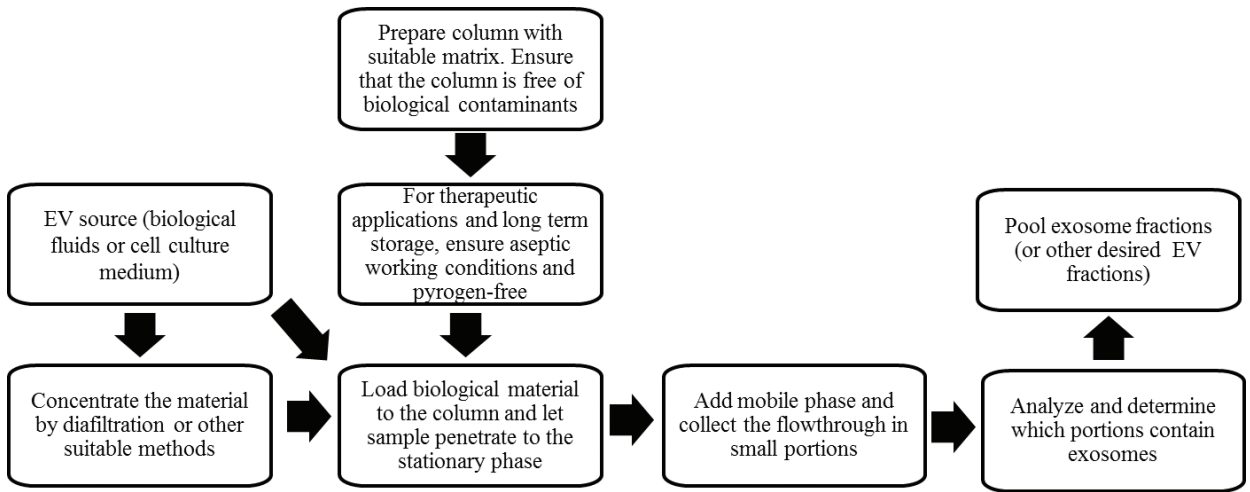 Prepare column with
suitable matrix. Ensure
that the column is free of
biological contaminants
EV source (biological
fluids or cell culture
medium)
For therapeutic
applications and long term
storage, ensure aseptic
working conditions and
pyrogen-free
Pool exosome fractions
(or other desired EV
fractions)
Concentrate the material
by diafiltration or other
suitable methods
Load biological material
to the column and let
sample penetrate to the
stationary phase
Add mobile phase and
collect the flowthrough in
small portions
Analyze and determine
which portions contain
exosomes